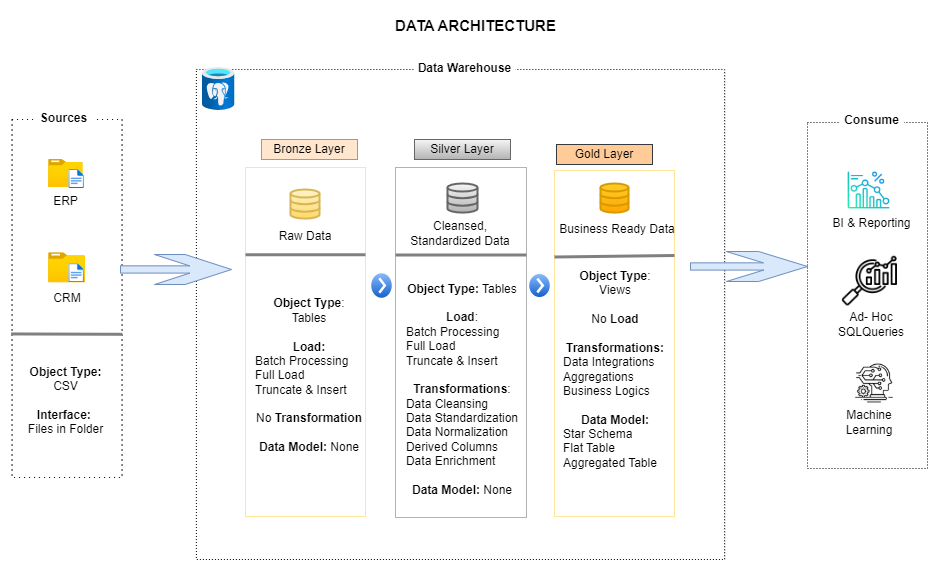 DATA ARCHITECTURE
Data Warehouse
Sources
ERP
CRM
Object Type:
CSV
Interface:
Files in Folder
Bronze Layer
Raw Data
Object Type:
Tables
Load:
Batch Processing
Full Load
Truncate & Insert
No Transformation
Data Model: None
Silver Layer
Cleansed,
Standardized Data
Object Type: Tables
Load:
Batch Processing
Full Load
Truncate & Insert
Transformations:
Data Cleansing
Data Standardization
Data Normalization
Derived Columns
Data Enrichment
Data Model: None
Gold Layer
Business Ready Data
Object Type:
Views
No Load
Transformations:
Data Integrations
Aggregations
Business Logics
Data Model:
Star Schema
Flat Table
Aggregated Table
Consume
BI & Reporting
Ad- Hoc
SQLQueries
Machine
Learning